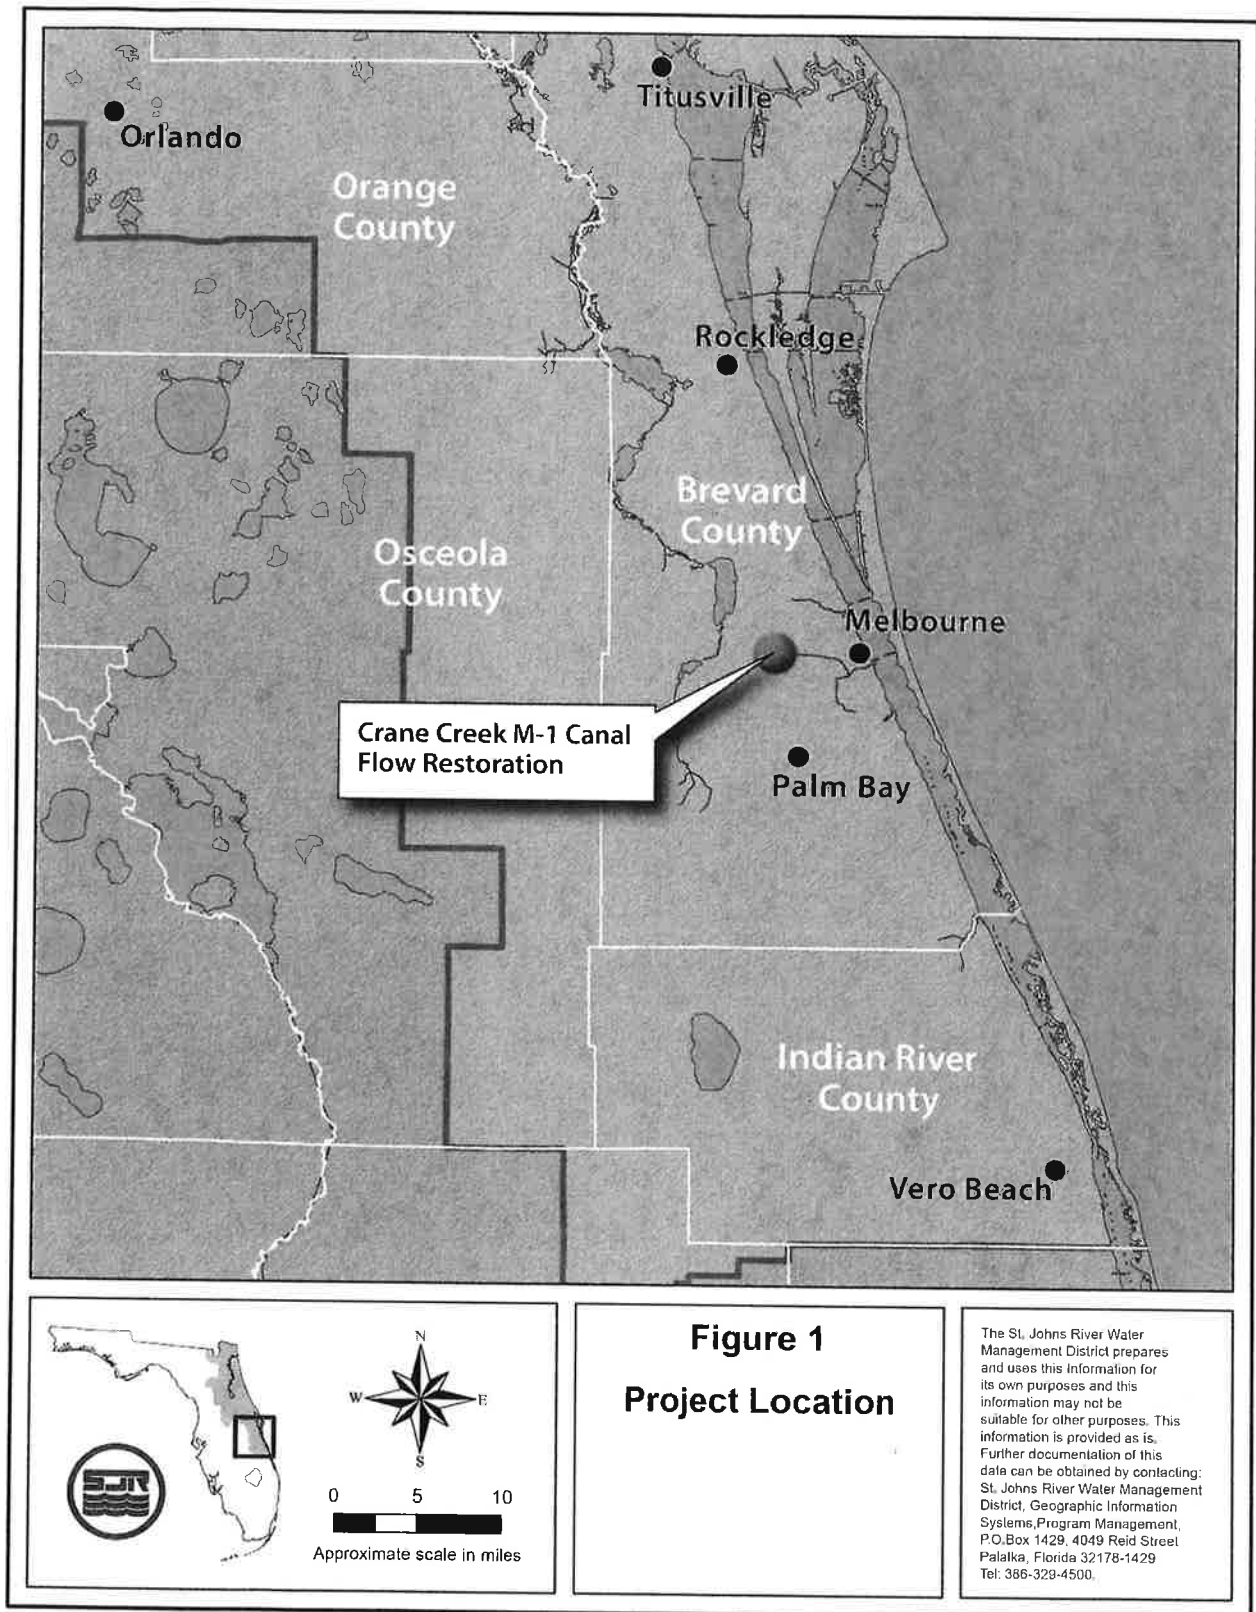 Titusville
Orlando
Orange
County
Rockledge
Brevard
County
Osceola
County
Melbourne
Crane Creek M-1 Canal
Flow Restoration
Palm Bay
Indian River
County
Vero Beach
N
W
E
S
SJR
0 5 10
Approximate scale in miles
Figure 1
Project Location
The St. Johns River Water
Management District prepares
and uses this information for
its own purposes and this
information may not be
suitable for other purposes. This
information is provided as is.
Further documentation of this
data can be obtained by contacting:
St. Johns River Water Management
District, Geographic Information
Systems,Program Management,
P.O.Box 1429, 4049 Reid Street
Palatka, Florida 32178-1429
Tel: 386-329-4500.